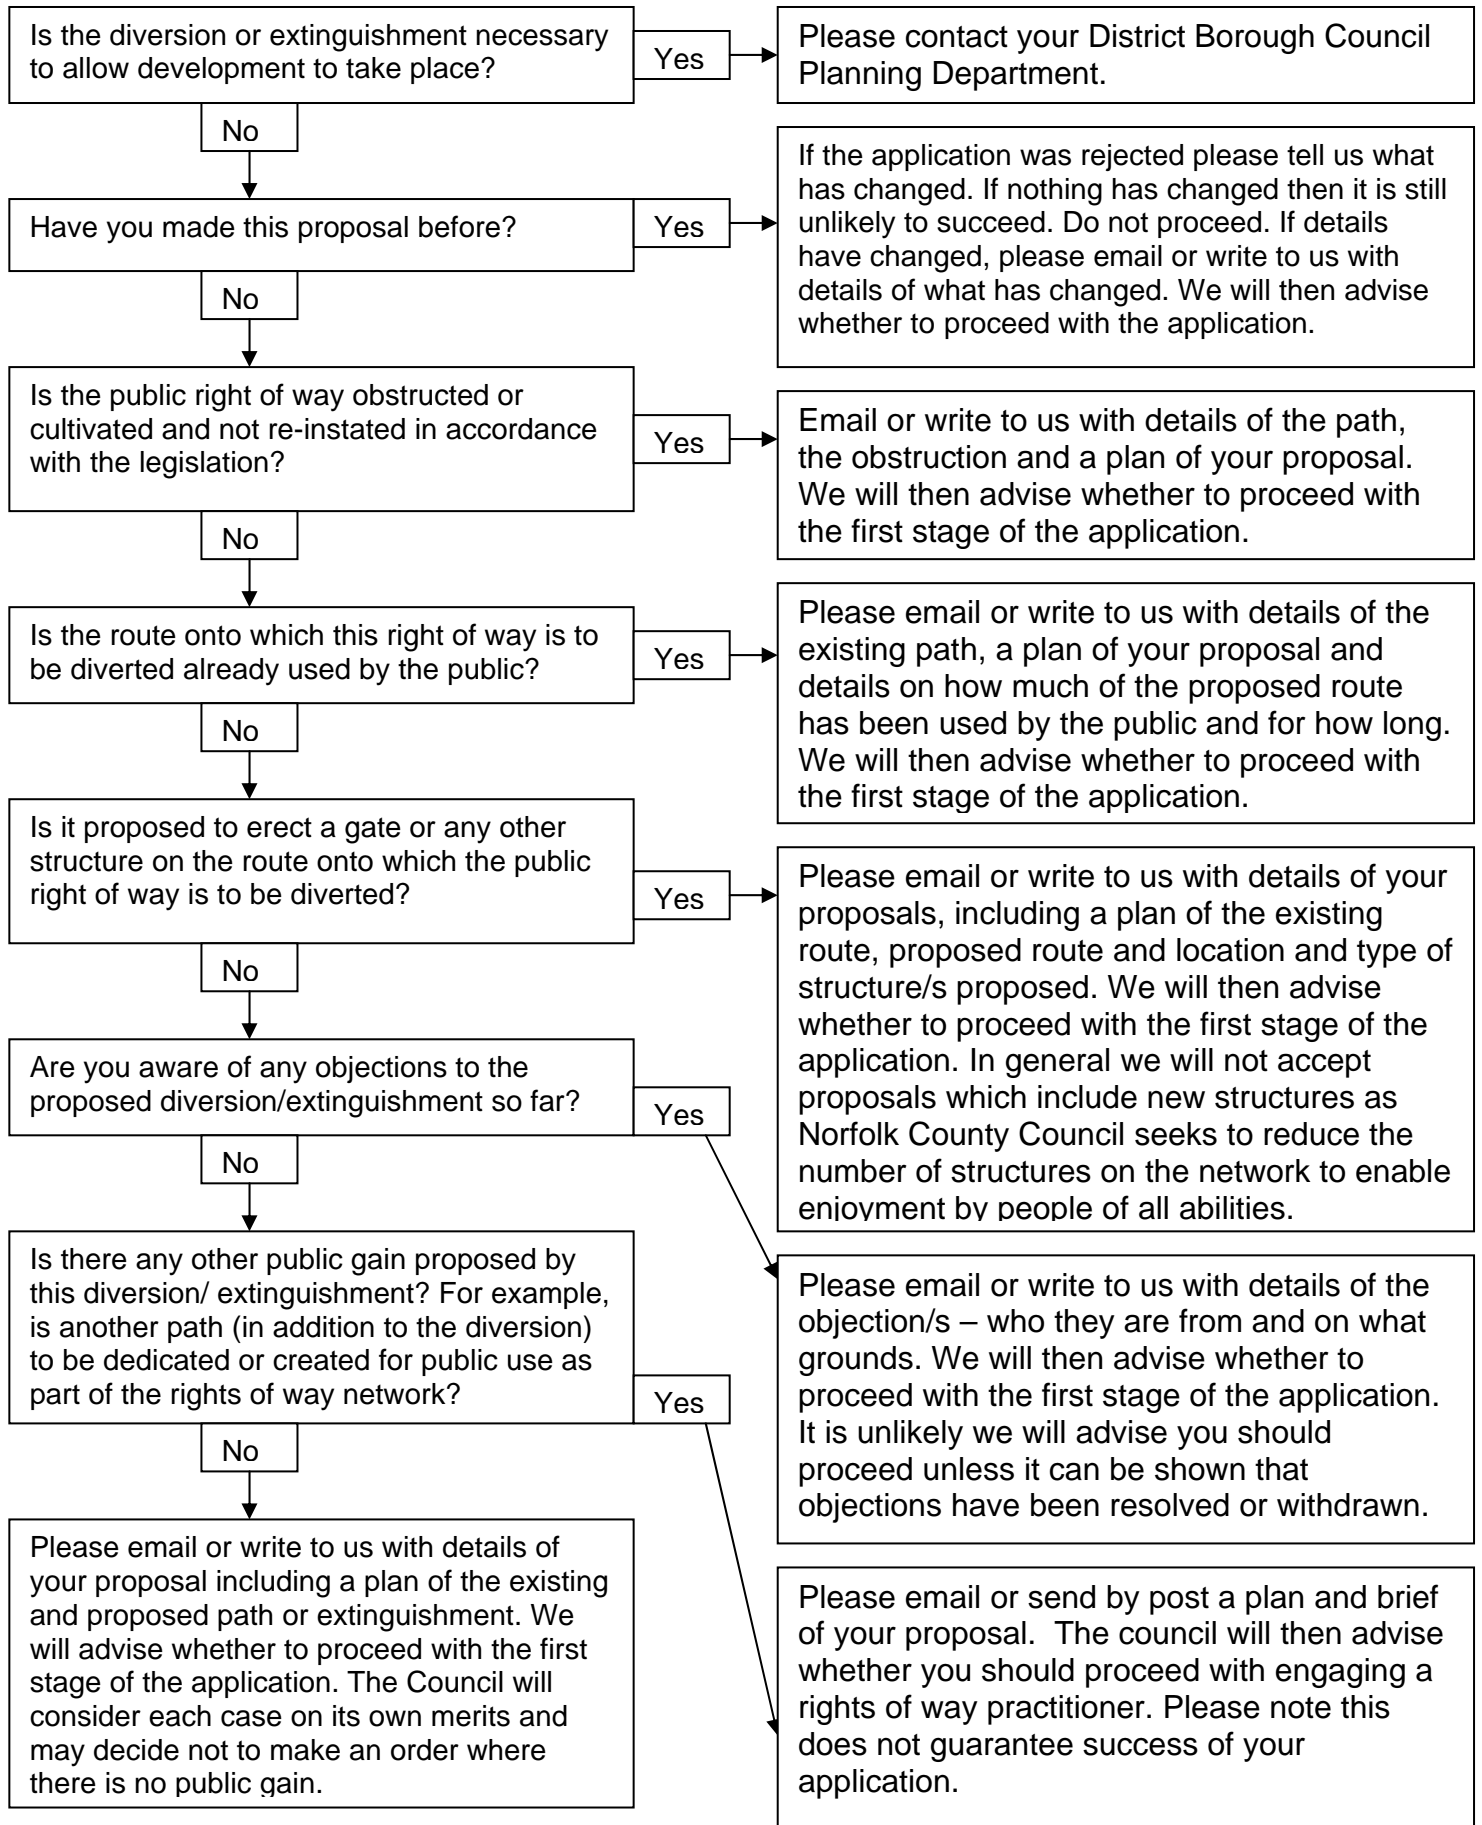 Is the diversion or extinguishment necessary
to allow development to take place?
Yes
Please contact your District Borough Council
Planning Department.
No
Have you made this proposal before?
Yes
If the application was rejected please tell us what
has changed. If nothing has changed then it is still
unlikely to succeed. Do not proceed. If details
have changed, please email or write to us with
details of what has changed. We will then advise
whether to proceed with the application.
No
Is the public right of way obstructed or
cultivated and not re-instated in accordance
with the legislation?
Yes
Email or write to us with details of the path,
the obstruction and a plan of your proposal.
We will then advise whether to proceed with
the first stage of the application.
No
Is the route onto which this right of way is to
be diverted already used by the public?
Yes
Please email or write to us with details of the
existing path, a plan of your proposal and
details on how much of the proposed route
has been used by the public and for how long.
We will then advise whether to proceed with
the first stage of the application.
No
Is it proposed to erect a gate or any other
structure on the route onto which the public
right of way is to be diverted?
Yes
Please email or write to us with details of your
proposals, including a plan of the existing
route, proposed route and location and type of
structure/s proposed. We will then advise
whether to proceed with the first stage of the
application. In general we will not accept
proposals which include new structures as
Norfolk County Council seeks to reduce the
number of structures on the network to enable
enjoyment by people of all abilities.
No
Are you aware of any objections to the
proposed diversion/extinguishment so far?
Yes
Please email or write to us with details of the
objection/s – who they are from and on what
grounds. We will then advise whether to
proceed with the first stage of the application.
It is unlikely we will advise you should
proceed unless it can be shown that
objections have been resolved or withdrawn.
No
Is there any other public gain proposed by
this diversion/ extinguishment? For example,
is another path (in addition to the diversion)
to be dedicated or created for public use as
part of the rights of way network?
Yes
Please email or send by post a plan and brief
of your proposal.  The council will then advise
whether you should proceed with engaging a
rights of way practitioner. Please note this
does not guarantee success of your
application.
No
Please email or write to us with details of
your proposal including a plan of the existing
and proposed path or extinguishment. We
will advise whether to proceed with the first
stage of the application. The Council will
consider each case on its own merits and
may decide not to make an order where
there is no public gain.